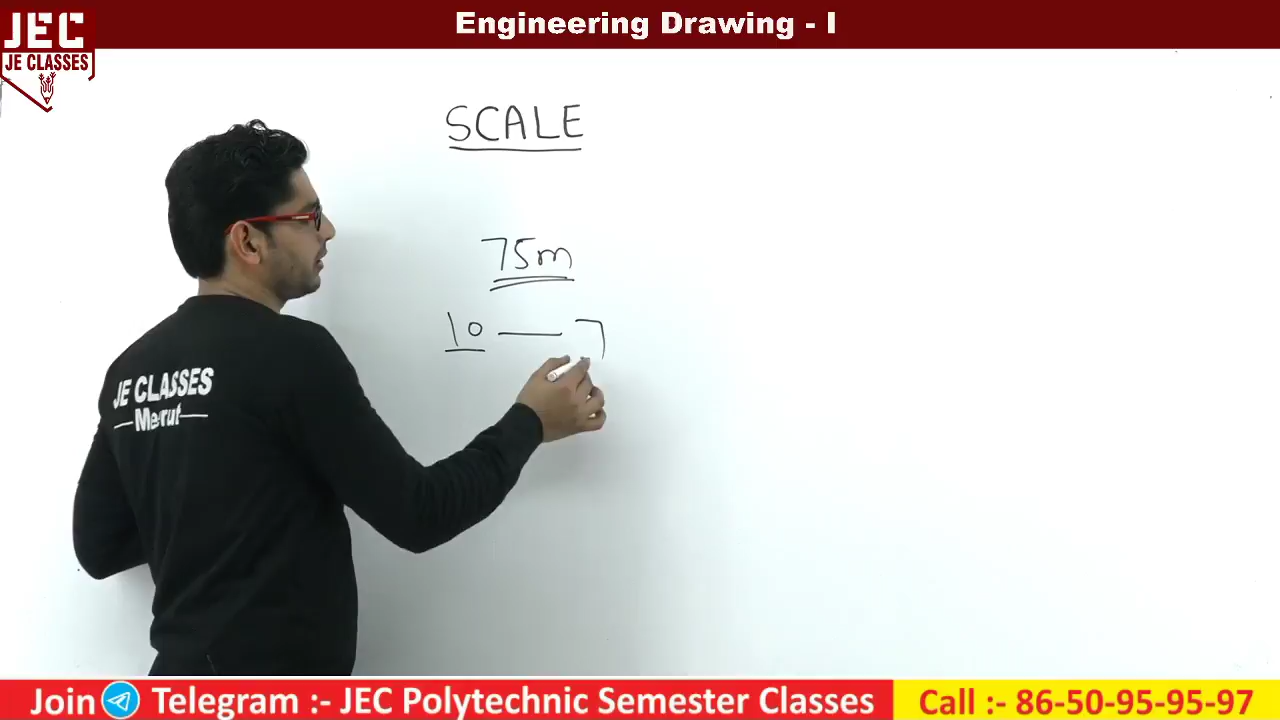 Engineering Drawing - I
JEC
JE CLASSES
SCALE
75m
10 — 7
JE CLASSES
Join Telegram :- JEC Polytechnic Semester Classes
Call :- 86-50-95-95-97